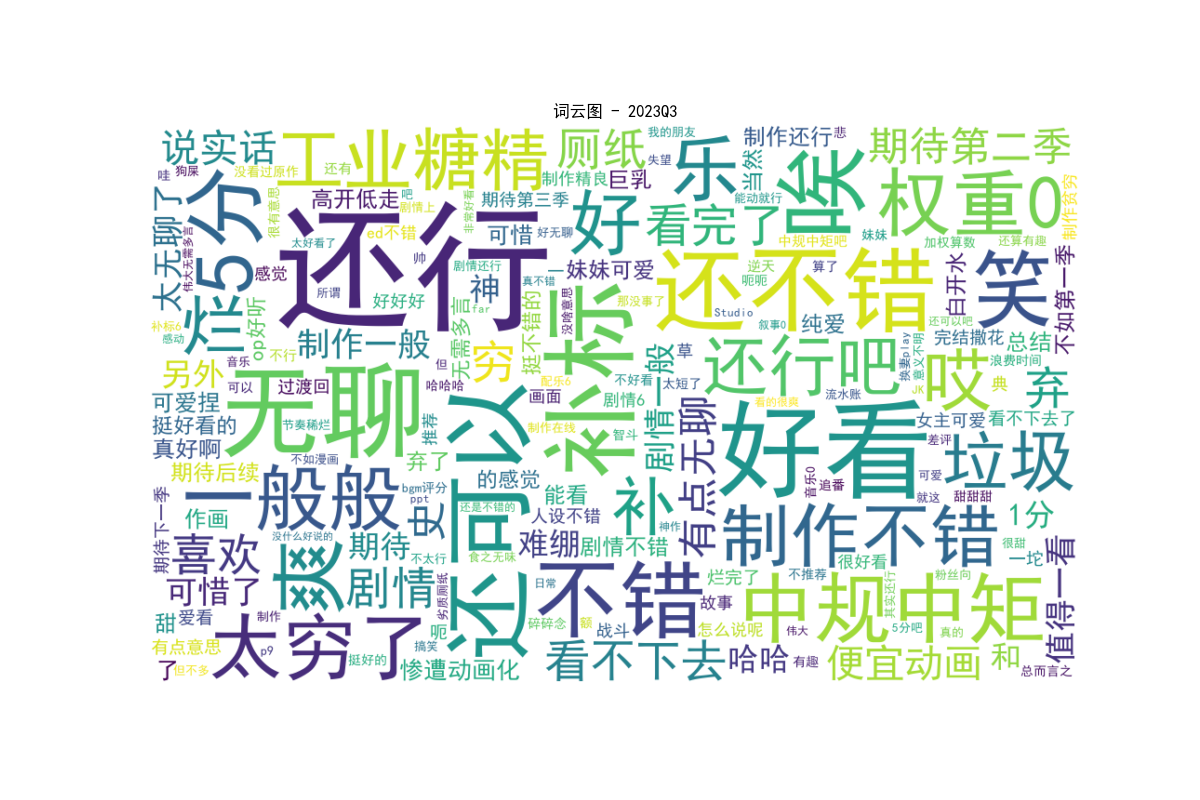 词云图 - 2023Q3
说实话
工业糖精
厕纸
我的朋友
失望
乐
当然
制作还行
悲
唉
期待第二季
哇
狗屎
没看过原作
还有
制作精良
巨乳
能动就行
权重0
制作贫穷
太无聊了
伟大无需多言
烂5分
很有意思
高开低走
吧
剧情上
非常好看
期待第三季
好
看完了
ed不错
可惜
好无聊
中规中矩吧
妹妹
加权算数
还算有趣
还行
太好看了
帅
剧情还行
真不错
一
妹妹可爱
还不错
逆天
算了
白开水
笑
不如第一季
感觉
所谓
好好好
神
没啥意思
那没事了
呃呃
纯爱
补标6
感动
op好听
无需多言
far
挺不错的
补标
Studio
叙事0
还可以吧
完结撒花
总结
音乐
制作一般
不行
但
穷
草
还行吧
换妻play
意义不明
浪费时间
另外
可以
过渡回
哈哈哈
配乐6
不好看
太短了
JK
哎
典
弃
可爱捏
无聊
还可以
画面
剧情6
剧情一般
看的很爽
流水账
挺好看的
节奏稀烂
推荐
制作在线
智斗
有点无聊
好看
女主可爱
看不下去了
真好啊
不如漫画
弃了
差评
垃圾
期待后续
的感觉
音乐0
追番
可爱
期待下一季
一般般
bgm评分
ppt
史
能看
补
就这
甜甜甜
作画
还是不错的
人设不错
神作
制作不错
1分
没什么好说的
期待
难绷
剧情不错
很甜
喜欢
爽
不太行
食之无味
很好看
一坨
值得一看
可惜了
剧情
劣质厕纸
日常
不错
烂完了
不推荐
粉丝向
其实还行
甜
爱看
制作
太穷了
呃
碎碎念
额
战斗
故事
中规中矩
5分吧
真的
有点意思
p9
搞笑
怎么说呢
伟大
了
但不多
挺好的
惨遭动画化
看不下去
哈哈
有趣
便宜动画
和
总而言之